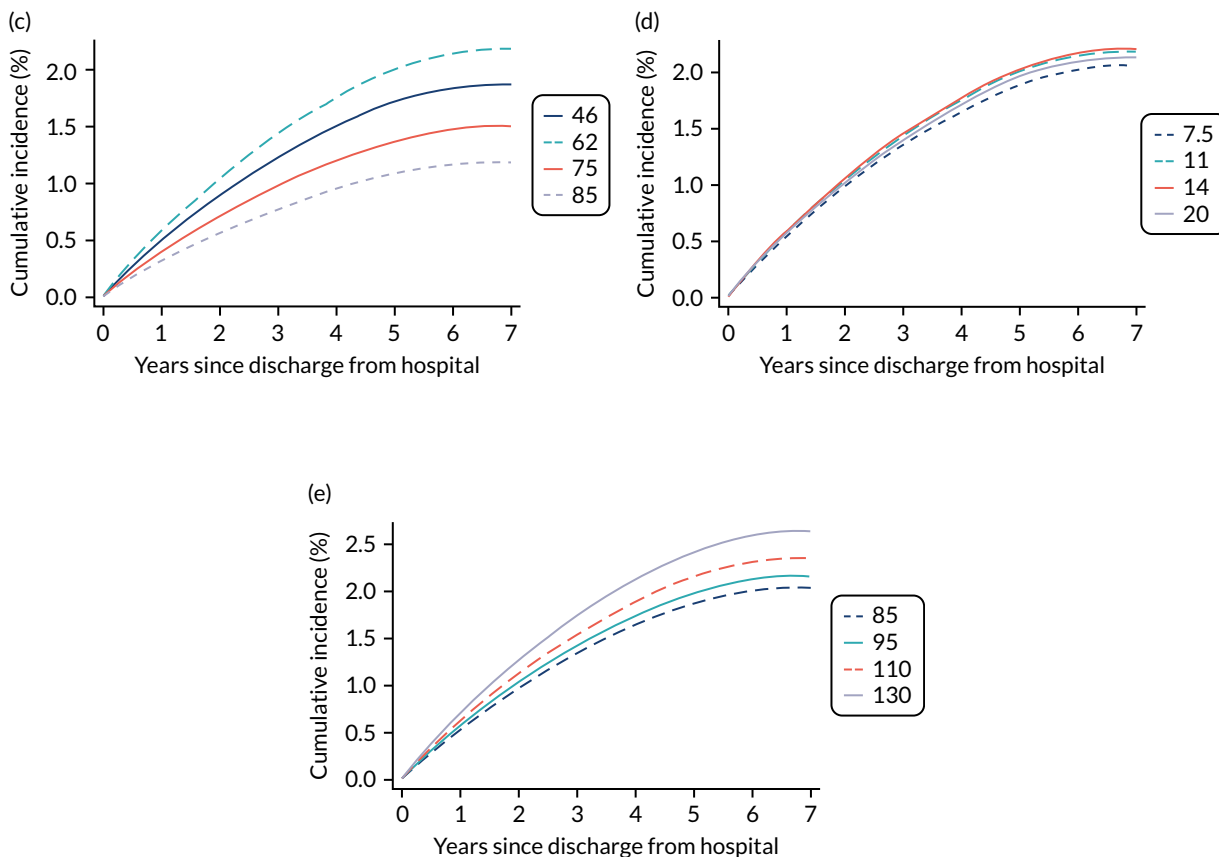 (c)
Cumulative incidence (%)
2.0
1.5
1.0
0.5
0.0
0 1 2 3 4 5 6 7
Years since discharge from hospital
46
62
75
85
(d)
Cumulative incidence (%)
2.0
1.5
1.0
0.5
0.0
0 1 2 3 4 5 6 7
Years since discharge from hospital
7.5
11
14
20
(e)
Cumulative incidence (%)
2.5
2.0
1.5
1.0
0.5
0.0
0 1 2 3 4 5 6 7
Years since discharge from hospital
85
95
110
130